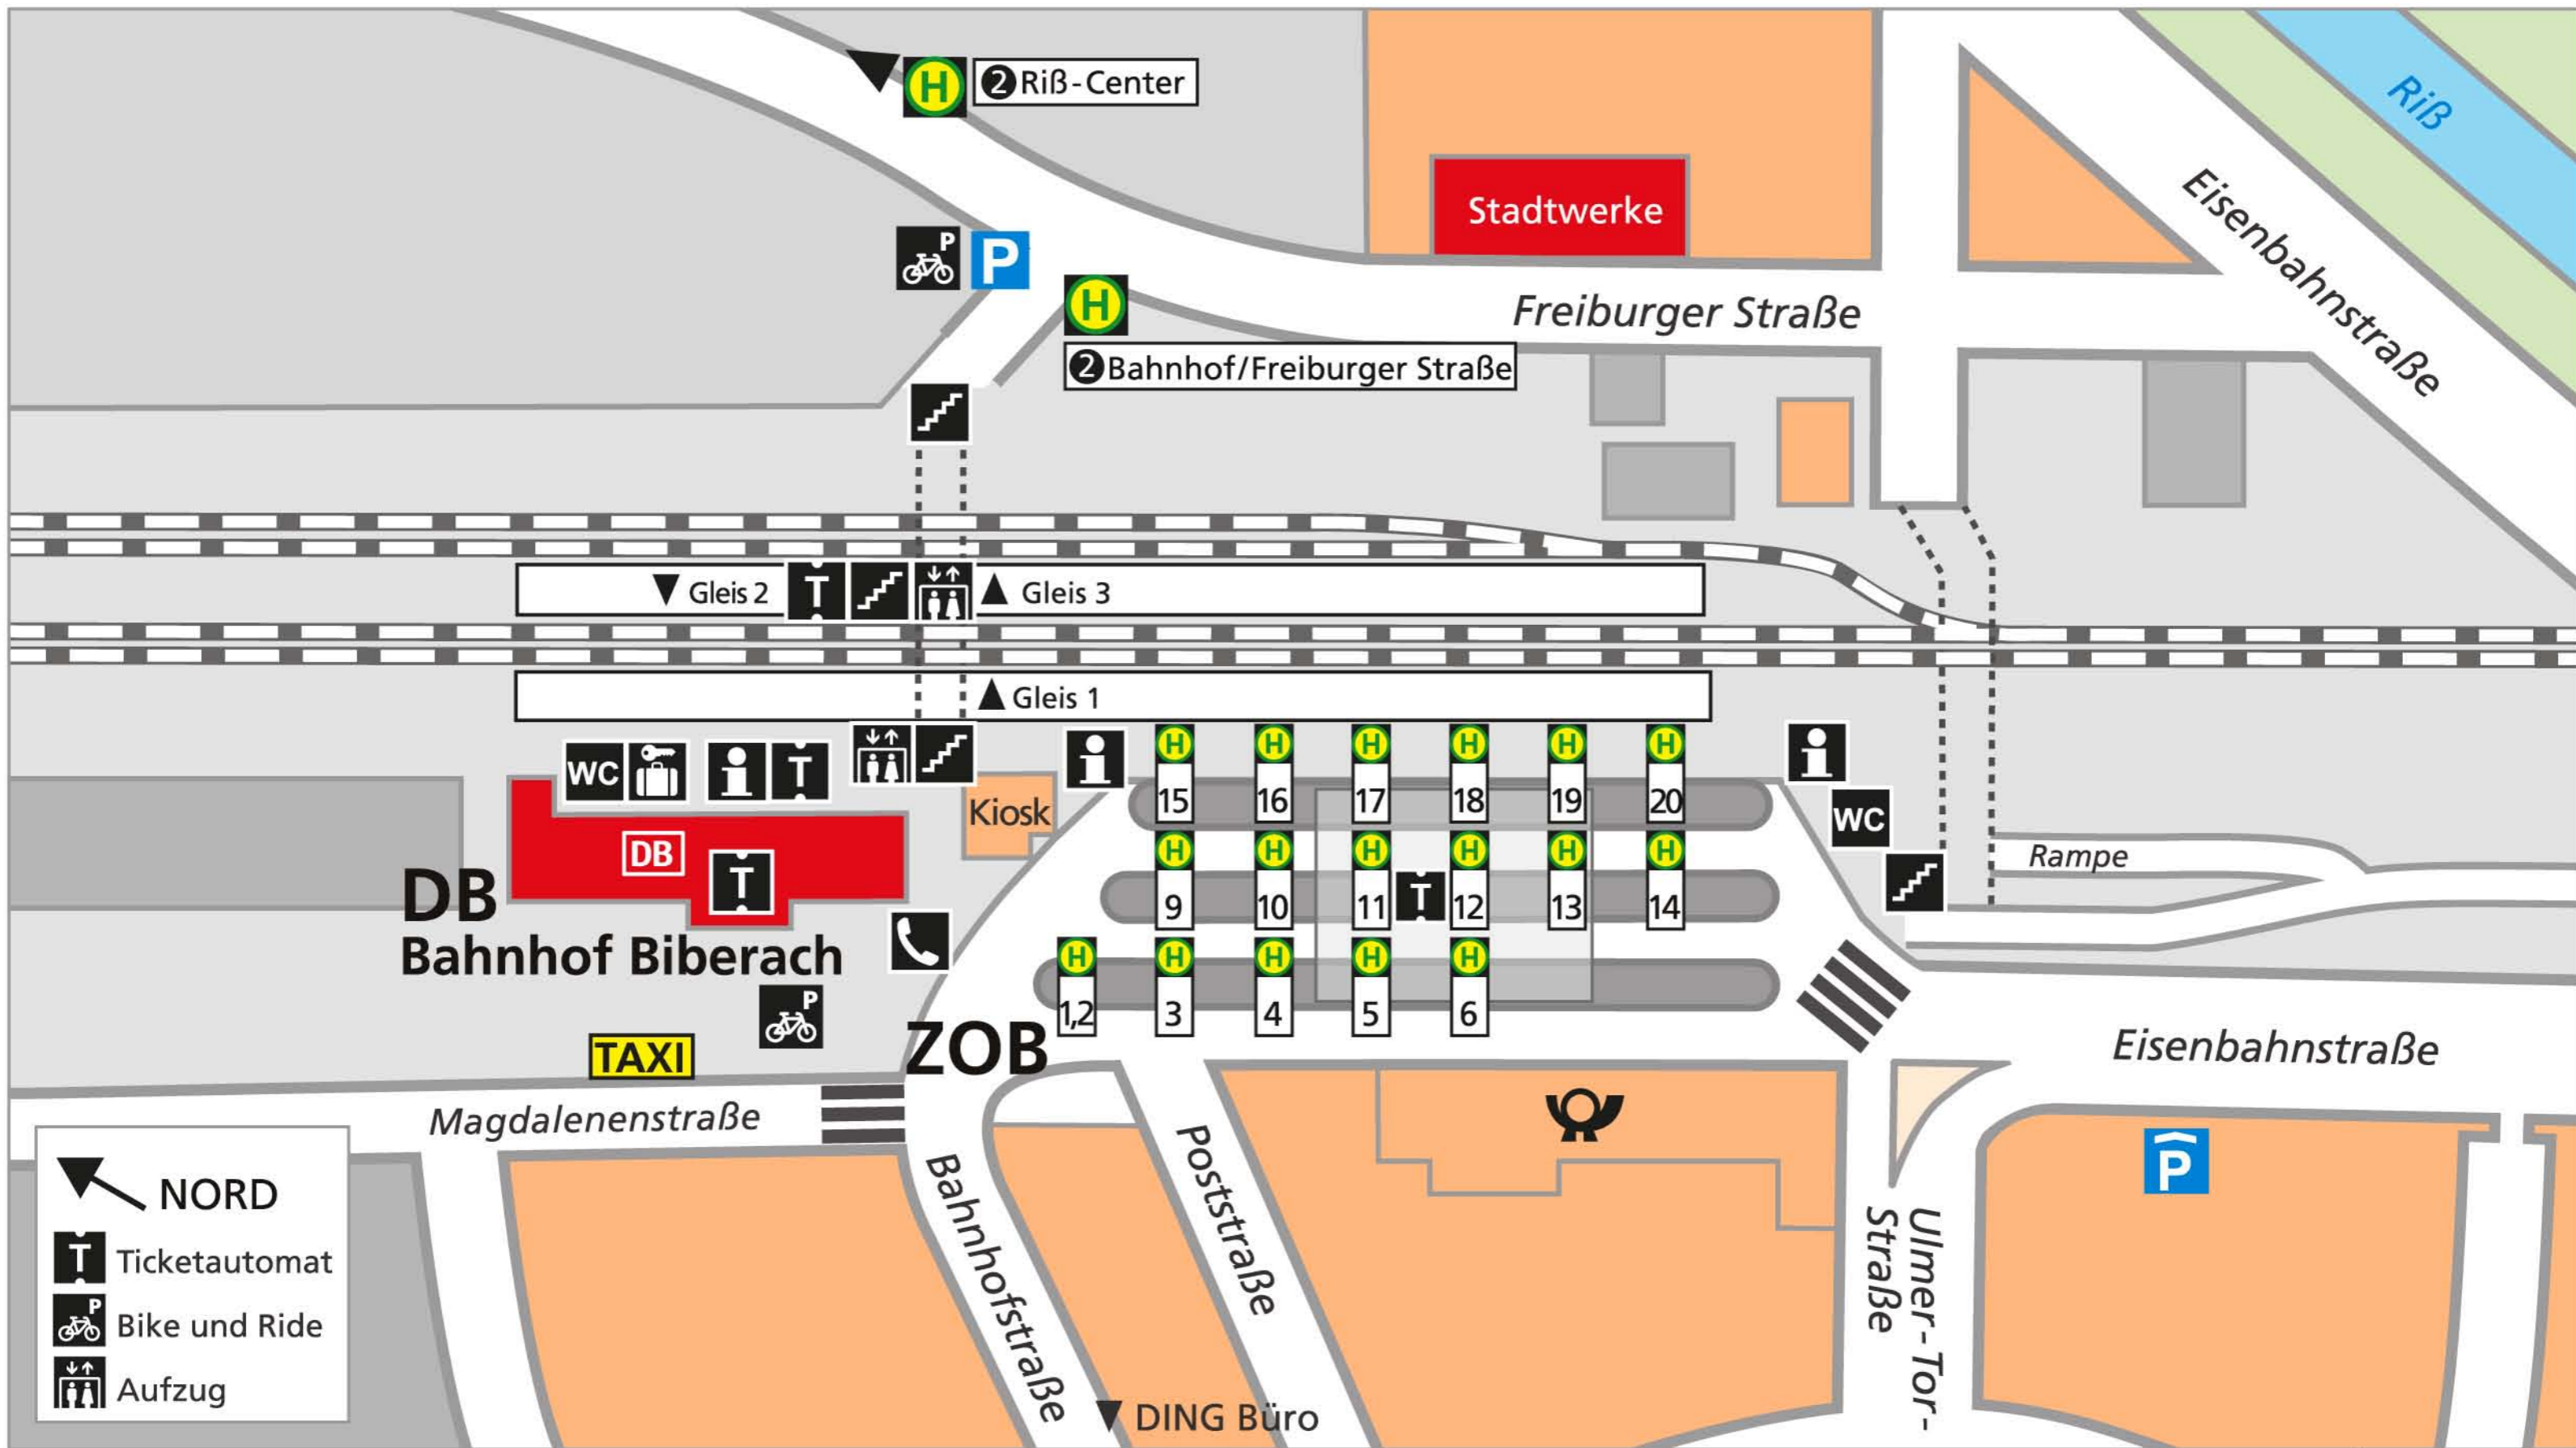 H
2 Riß-Center
Riß
Stadtwerke
Eisenbahnstraße
P
P
H
Freiburger Straße
2 Bahnhof/Freiburger Straße
Gleis 2
T
Gleis 3
Gleis 1
WC
i
T
i
H H H H H H
15 16 17 18 19 20
i
WC
Kiosk
DB
T
H H H H H H
9 10 11 T 12 13 14
Rampe
DB
Bahnhof Biberach
P
H H H H H
1,2 3 4 5 6
TAXI
ZOB
Eisenbahnstraße
Magdalenenstraße
Bahnhofstraße
Poststraße
P
Ulmer-Tor-
Straße
DING Büro
NORD
T Ticketautomat
P Bike und Ride
Aufzug